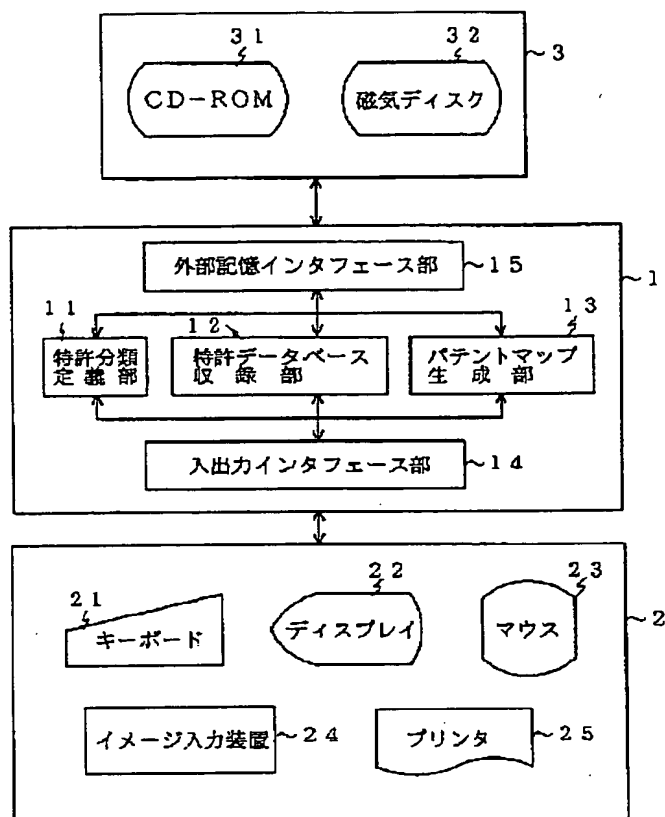 ３１
３２
３
CD-ROM
磁気ディスク
外部記憶インタフェース部
１５
１
１１
１２
１３
特許分類
定義部
特許データベース
収録部
パテントマップ
生成部
入出力インタフェース部
１４
２１
２２
２３
２
キーボード
ディスプレイ
マウス
イメージ入力装置
２４
プリンタ
２５